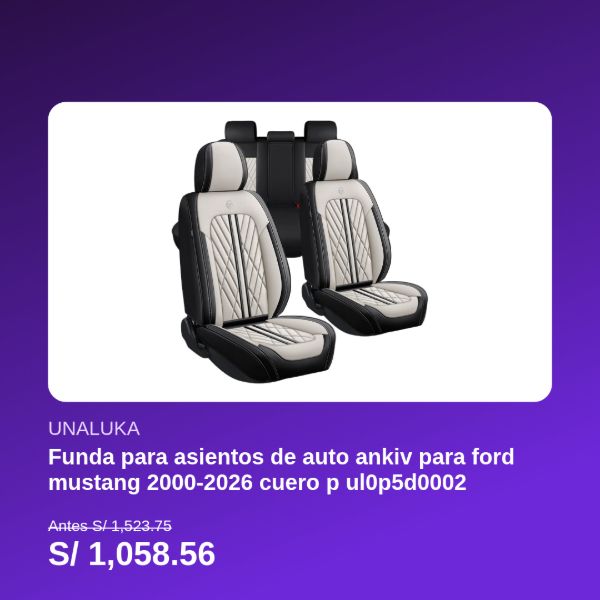 UNALUKA
Funda para asientos de auto ankiv para ford
mustang 2000-2026 cuero p ul0p5d0002
Antes S/ 1,523.75
S/ 1,058.56